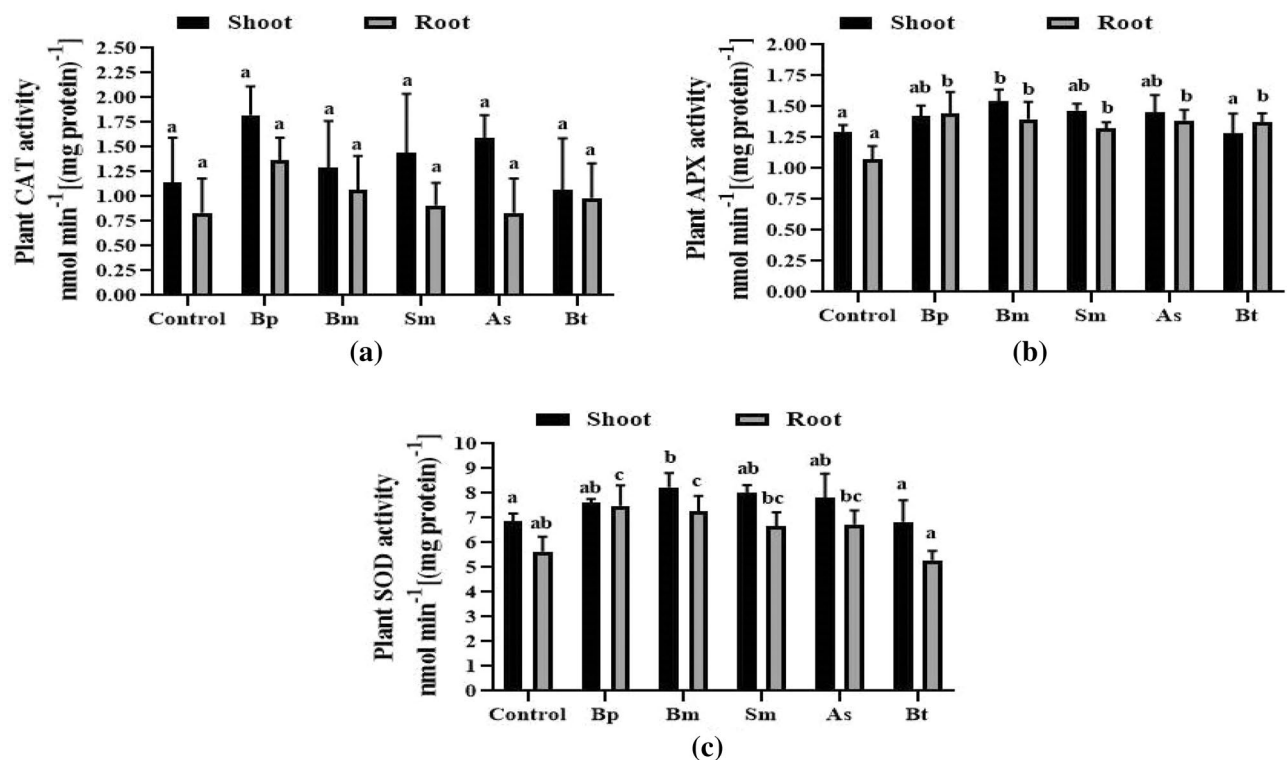 Shoot Root
Plant CAT activity
nmol min⁻¹ [(mg protein)⁻¹]
2.50
2.25
2.00
1.75
1.50
1.25
1.00
0.75
0.50
0.25
0.00
a a a a a a a a a a a a
Control Bp Bm Sm As Bt
(a)
Shoot Root
Plant APX activity
nmol min⁻¹ [(mg protein)⁻¹]
2.00
1.75
1.50
1.25
1.00
0.75
0.50
0.25
0.00
a a ab b b b ab b ab b a b
Control Bp Bm Sm As Bt
(b)
Shoot Root
Plant SOD activity
nmol min⁻¹ [(mg protein)⁻¹]
10
9
8
7
6
5
4
3
2
1
0
a ab ab c b c ab bc ab bc a a
Control Bp Bm Sm As Bt
(c)